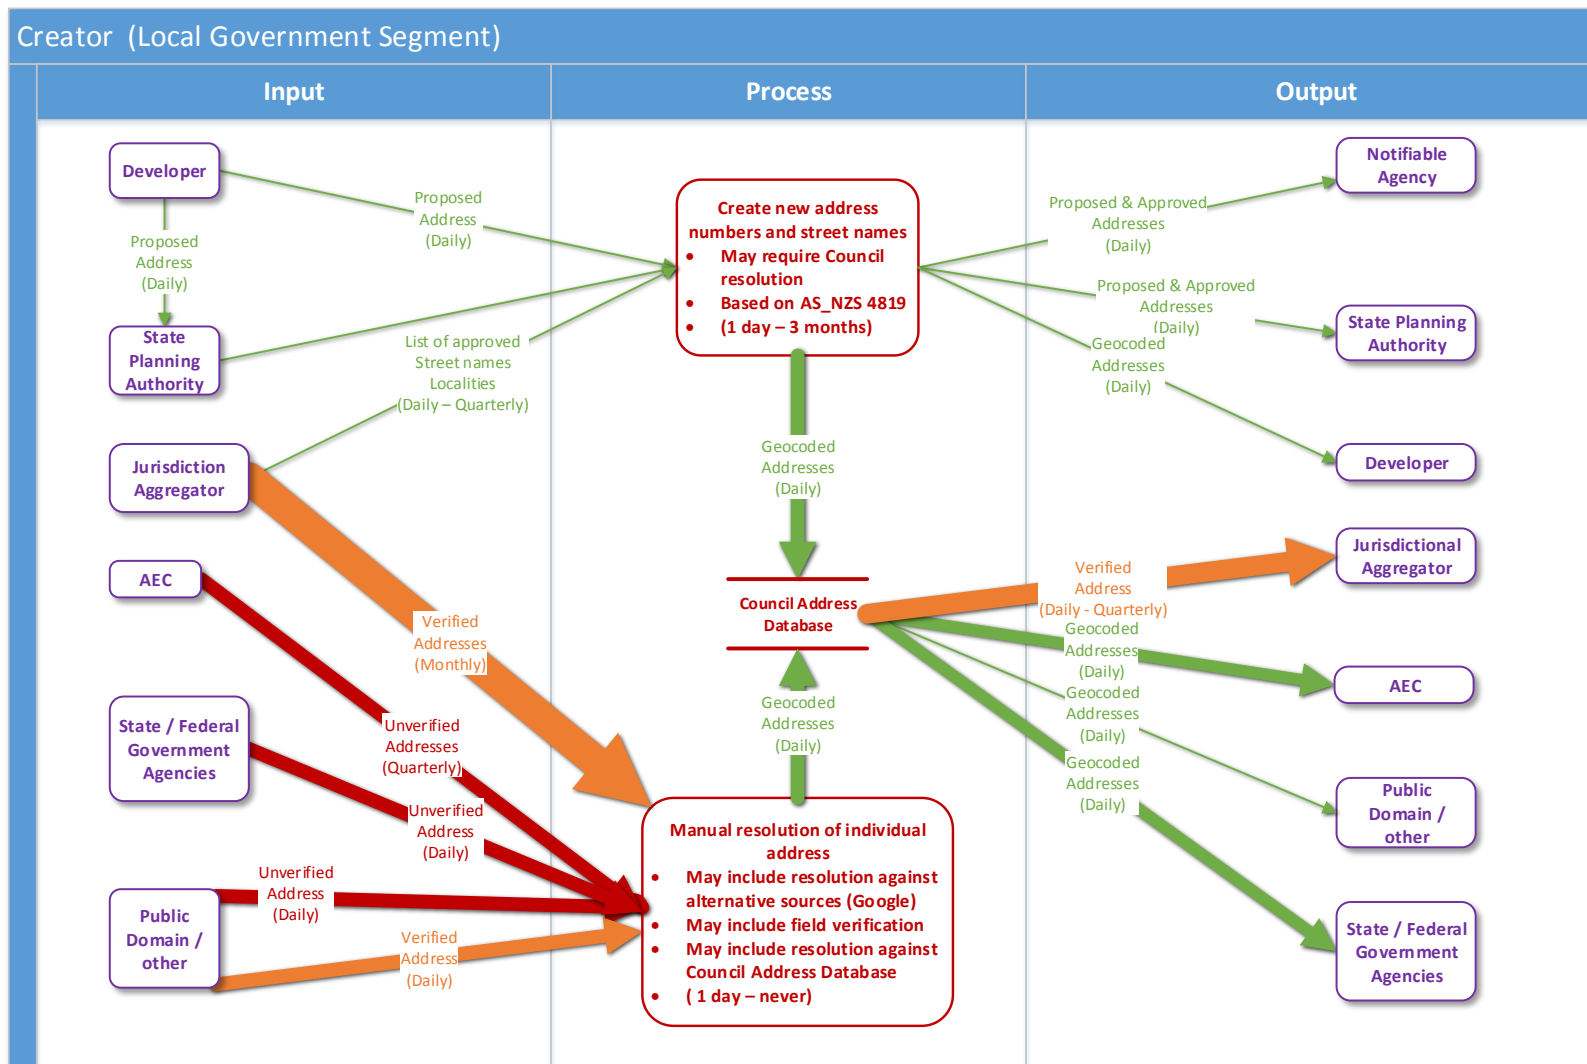 Creator  (Local Government Segment)
Input
Process
Output
Developer
Proposed
Address
(Daily)
State
Planning
Authority
Proposed
Address
(Daily)
List of approved
Street names
Localities
(Daily – Quarterly)
Jurisdiction
Aggregator
AEC
Verified
Addresses
(Monthly)
State / Federal
Government
Agencies
Unverified
Addresses
(Quarterly)
Unverified
Address
(Daily)
Public
Domain /
other
Unverified
Address
(Daily)
Verified
Address
(Daily)
Create new address
numbers and street names
• May require Council
resolution
• Based on AS_NZS 4819
• (1 day – 3 months)
Geocoded
Addresses
(Daily)
Council Address
Database
Geocoded
Addresses
(Daily)
Manual resolution of individual
address
• May include resolution against
alternative sources (Google)
• May include field verification
• May include resolution against
Council Address Database
• ( 1 day – never)
Notifiable
Agency
Proposed & Approved
Addresses
(Daily)
Proposed & Approved
Addresses
(Daily)
State Planning
Authority
Geocoded
Addresses
(Daily)
Developer
Verified
Address
(Daily - Quarterly)
Jurisdictional
Aggregator
Geocoded
Addresses
(Daily)
AEC
Geocoded
Addresses
(Daily)
Public
Domain /
other
Geocoded
Addresses
(Daily)
State / Federal
Government
Agencies